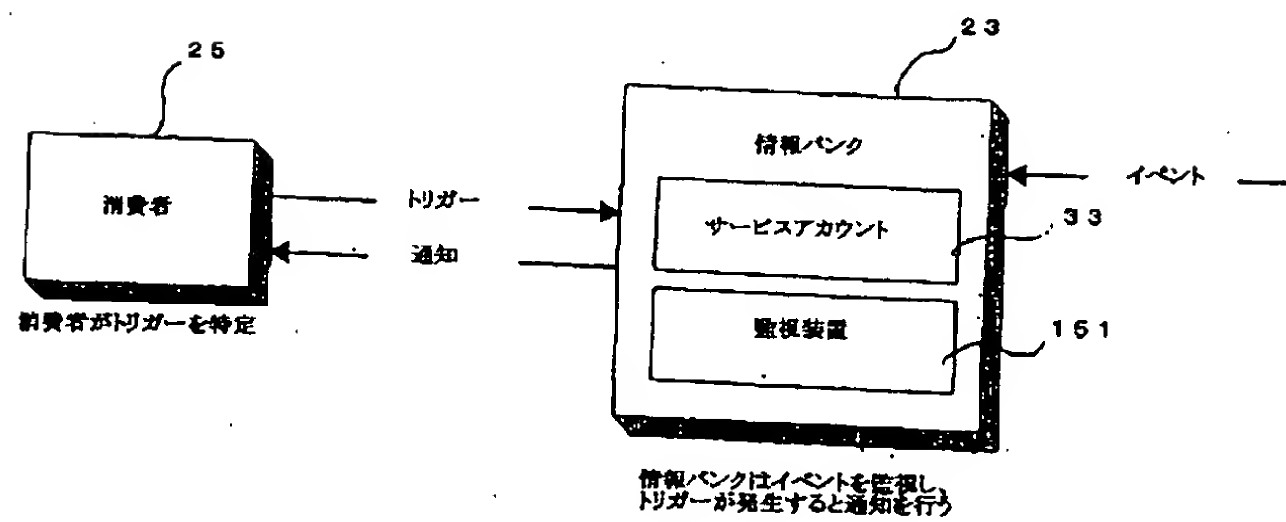 25
23
情報バンク
イベント
消費者
トリガー
サービスアカウント
33
通知
消費者がトリガーを特定
監視装置
151
情報バンクはイベントを監視し、
トリガーが発生すると通知を行う